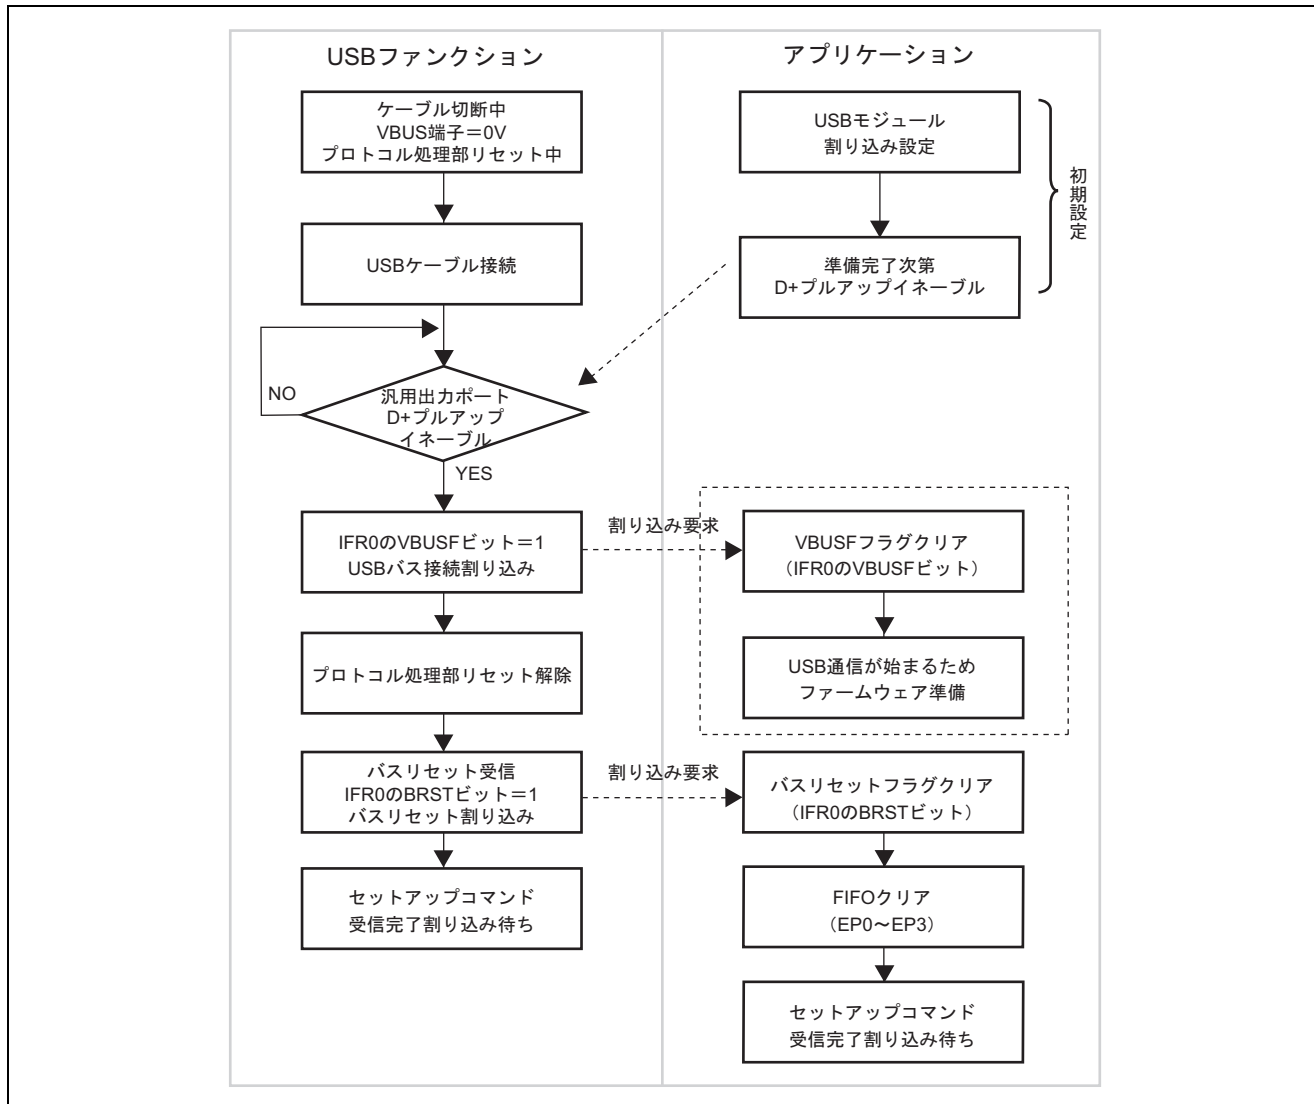 USBファンクション
ケーブル切断中
VBUS端子＝0V
プロトコル処理部リセット中
USBケーブル接続
NO
汎用出力ポート
D+プルアップ
イネーブル
YES
IFR0のVBUSFビット＝1
USBバス接続割り込み
プロトコル処理部リセット解除
バスリセット受信
IFR0のBRSTビット＝1
バスリセット割り込み
セットアップコマンド
受信完了割り込み待ち
割り込み要求
割り込み要求
アプリケーション
USBモジュール
割り込み設定
準備完了次第
D+プルアップイネーブル
初期設定
VBUSFフラグクリア
（IFR0のVBUSFビット）
USB通信が始まるため
ファームウェア準備
バスリセットフラグクリア
（IFR0のBRSTビット）
FIFOクリア
（EP0～EP3）
セットアップコマンド
受信完了割り込み待ち